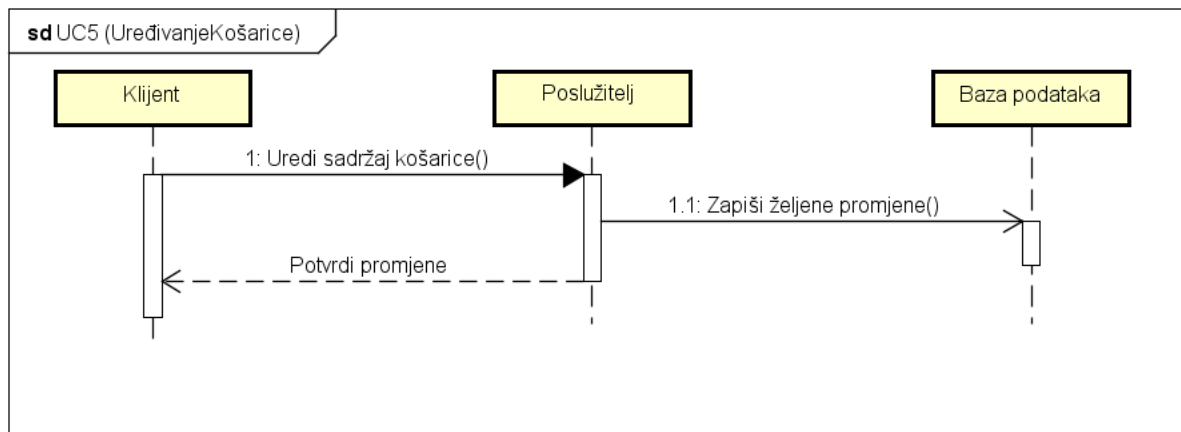 sd UC5 (UređivanjeKošarice)
Klijent
Poslužitelj
Baza podataka
1: Uredi sadržaj košarice()
1.1: Zapiši željene promjene()
Potvrdi promjene